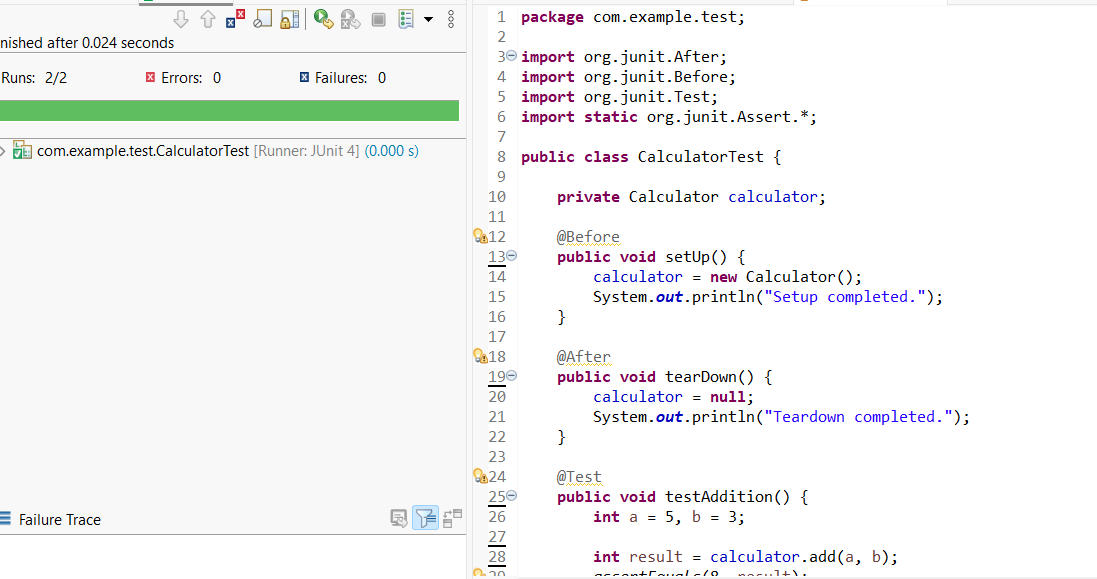 nished after 0.024 seconds
Runs: 2/2 Errors: 0 Failures: 0
com.example.test.CalculatorTest [Runner: JUnit 4] (0.000 s)
Failure Trace
1 package com.example.test;
2
3 import org.junit.After;
4 import org.junit.Before;
5 import org.junit.Test;
6 import static org.junit.Assert.*;
7
8 public class CalculatorTest {
9
10 private Calculator calculator;
11
12 @Before
13 public void setUp() {
14 calculator = new Calculator();
15 System.out.println("Setup completed.");
16 }
17
18 @After
19 public void tearDown() {
20 calculator = null;
21 System.out.println("Teardown completed.");
22 }
23
24 @Test
25 public void testAddition() {
26 int a = 5, b = 3;
27
28 int result = calculator.add(a, b);
29 assertEquals(8, result);